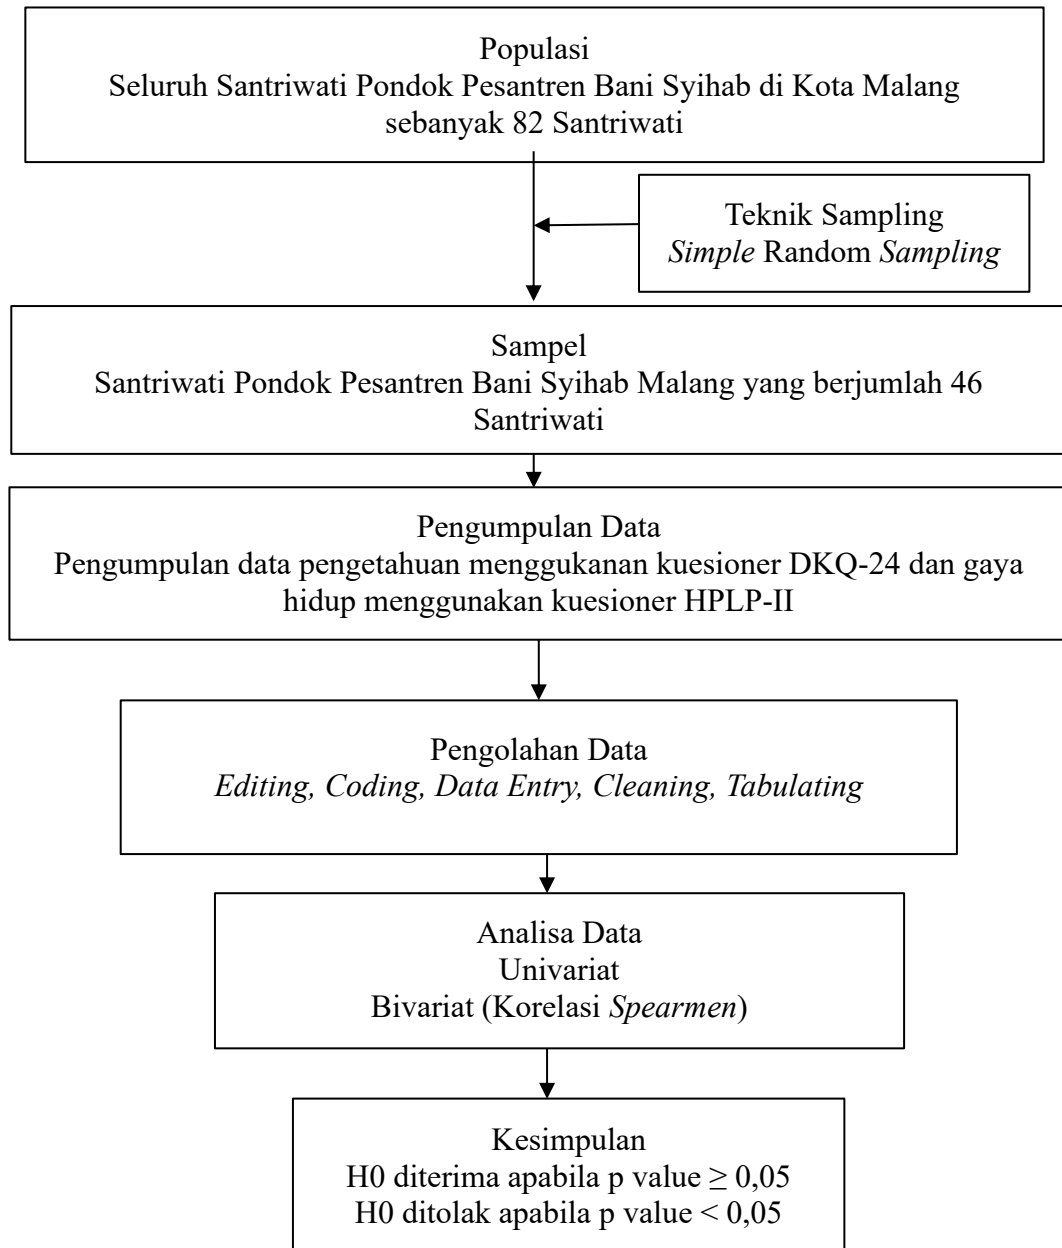 Populasi
Seluruh Santriwati Pondok Pesantren Bani Syihab di Kota Malang
sebanyak 82 Santriwati
Teknik Sampling
Simple Random Sampling
Sampel
Santriwati Pondok Pesantren Bani Syihab Malang yang berjumlah 46
Santriwati
Pengumpulan Data
Pengumpulan data pengetahuan menggukanan kuesioner DKQ-24 dan gaya
hidup menggunakan kuesioner HPLP-II
Pengolahan Data
Editing, Coding, Data Entry, Cleaning, Tabulating
Analisa Data
Univariat
Bivariat (Korelasi Spearmen)
Kesimpulan
H0 diterima apabila p value ≥ 0,05
H0 ditolak apabila p value < 0,05